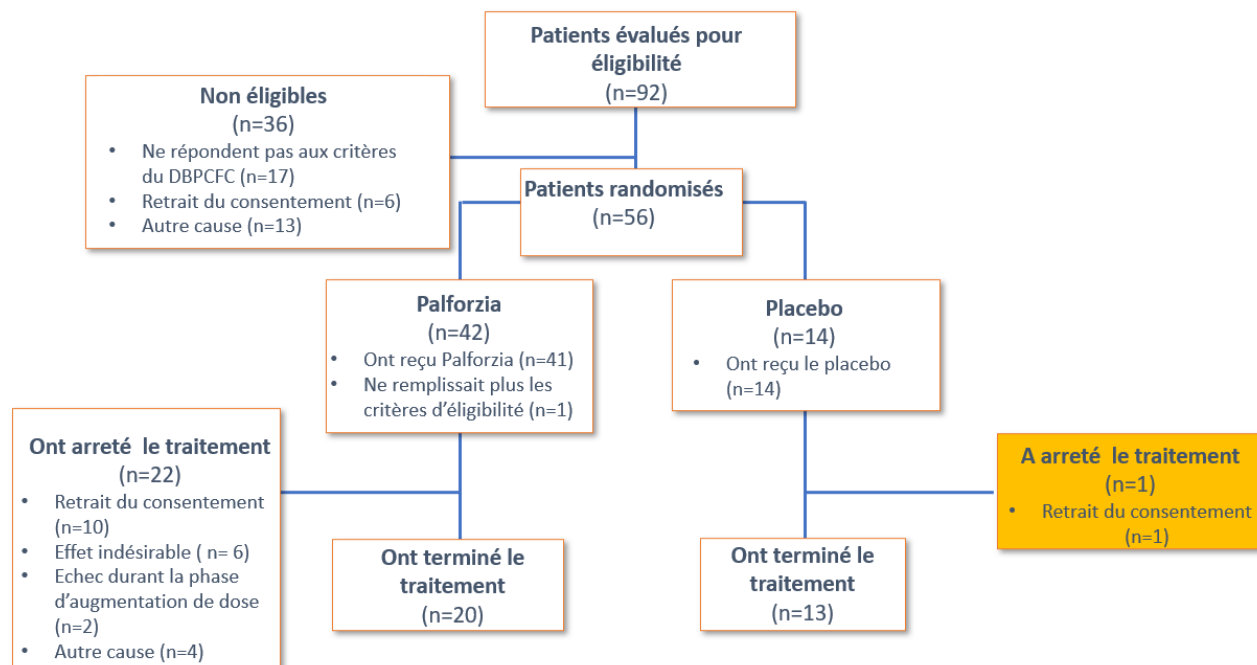 Patients évalués pour
éligibilité
(n=92)
Non éligibles
(n=36)
• Ne répondent pas aux critères
du DBPCFC (n=17)
• Retrait du consentement (n=6)
• Autre cause (n=13)
Patients randomisés
(n=56)
Palforzia
(n=42)
• Ont reçu Palforzia (n=41)
• Ne remplissait plus les
critères d’éligibilité (n=1)
Placebo
(n=14)
• Ont reçu le placebo
(n=14)
Ont arreté le traitement
(n=22)
• Retrait du consentement
(n=10)
• Effet indésirable ( n= 6)
• Echec durant la phase
d’augmentation de dose
(n=2)
• Autre cause (n=4)
Ont terminé le
traitement
(n=20)
Ont terminé le
traitement
(n=13)
A arreté le traitement
(n=1)
• Retrait du consentement
(n=1)